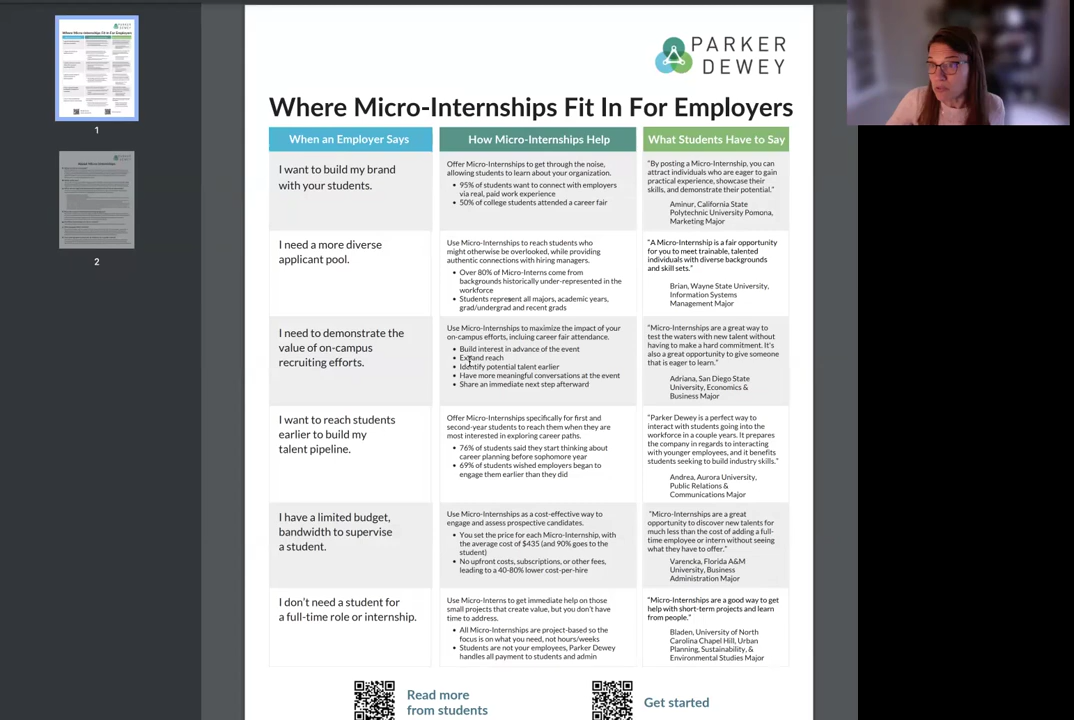 PARKER
DEWEY
Where Micro-Internships Fit In For Employers
When an Employer Says
How Micro-Internships Help
What Students Have to Say
I want to build my brand
with your students.
Offer Micro-Internships to get through the noise,
allowing students to learn about your organization.
• 95% of students want to connect with employers
via real, paid work experience
• 50% of college students attended a career fair
"By posting a Micro-Internship, you can
attract individuals who are eager to gain
practical experience, showcase their
skills, and demonstrate their potential."
Aminur, California State
Polytechnic University Pomona,
Marketing Major
I need a more diverse
applicant pool.
Use Micro-Internships to reach students who
might otherwise be overlooked, while providing
authentic connections with hiring managers.
• Over 80% of Micro-Interns come from
backgrounds historically under-represented in the
workforce
• Students represent all majors, academic years,
grad/undergrad and recent grads
"A Micro-Internship is a fair opportunity
for you to meet trainable, talented
individuals with diverse backgrounds
and skill sets."
Brian, Wayne State University,
Information Systems
Management Major
I need to demonstrate the
value of on-campus
recruiting efforts.
Use Micro-Internships to maximize the impact of your
on-campus efforts, incluing career fair attendance.
• Build interest in advance of the event
• Expand reach
• Identify potential talent earlier
• Have more meaningful conversations at the event
• Share an immediate next step afterward
"Micro-Internships are a great way to
test the waters with new talent without
having to make a hard commitment. It's
also a great opportunity to give someone
that is eager to learn."
Adriana, San Diego State
University, Economics &
Business Major
I want to reach students
earlier to build my
talent pipeline.
Offer Micro-Internships specifically for first and
second-year students to reach them when they are
most interested in exploring career paths.
• 76% of students said they start thinking about
career planning before sophomore year
• 69% of students wished employers began to
engage them earlier than they did
"Parker Dewey is a perfect way to
interact with students going into the
workforce in a couple years. It prepares
the company in regards to interacting
with younger employees, and it benefits
students seeking to build industry skills."
Andrea, Aurora University,
Public Relations &
Communications Major
I have a limited budget,
bandwidth to supervise
a student.
Use Micro-Internships as a cost-effective way to
engage and assess prospective candidates.
• You set the price for each Micro-Internship, with
the average cost of $435 (and 90% goes to the
student)
• No upfront costs, subscriptions, or other fees,
leading to a 40-80% lower cost-per-hire
"Micro-Internships are a great
opportunity to discover new talents for
much less than the cost of adding a full-
time employee or intern without seeing
what they have to offer."
Varencka, Florida A&M
University, Business
Administration Major
I don't need a student for
a full-time role or internship.
Use Micro-Interns to get immediate help on those
small projects that create value, but you don't have
time to address.
• All Micro-Internships are project-based so the
focus is on what you need, not hours/weeks
• Students are not your employees, Parker Dewey
handles all payment to students and admin
"Micro-Internships are a good way to get
help with short-term projects and learn
from people."
Bladen, University of North
Carolina Chapel Hill, Urban
Planning, Sustainability, &
Environmental Studies Major
Read more
from students
Get started
1
2